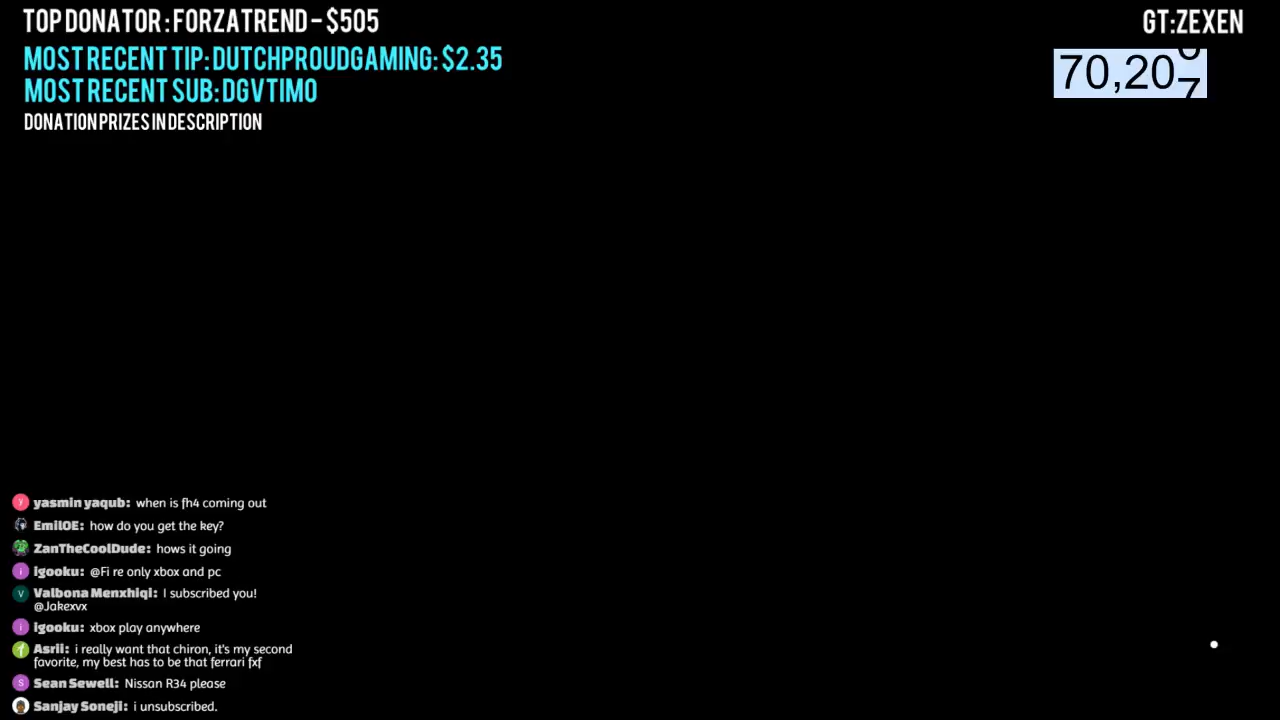 TOP DONATOR : FORZATREND - $505
GT:ZEXEN
MOST RECENT TIP: DUTCHPROUDGAMING: $2.35
70,20
MOST RECENT SUB: DGVTIMO
DONATION PRIZES IN DESCRIPTION
yasmin yaqub: when is fh4 coming out
EmilOE: how do you get the key?
ZanTheCoolDude: hows it going
igooku: @Fi re only xbox and pc
Valbona Menxhiqi: I subscribed you!
@Jakexvx
igooku: xbox play anywhere
Asrii: i really want that chiron, it's my second
favorite, my best has to be that ferrari fxf
Sean Sewell: Nissan R34 please
Sanjay Soneji: i unsubscribed.